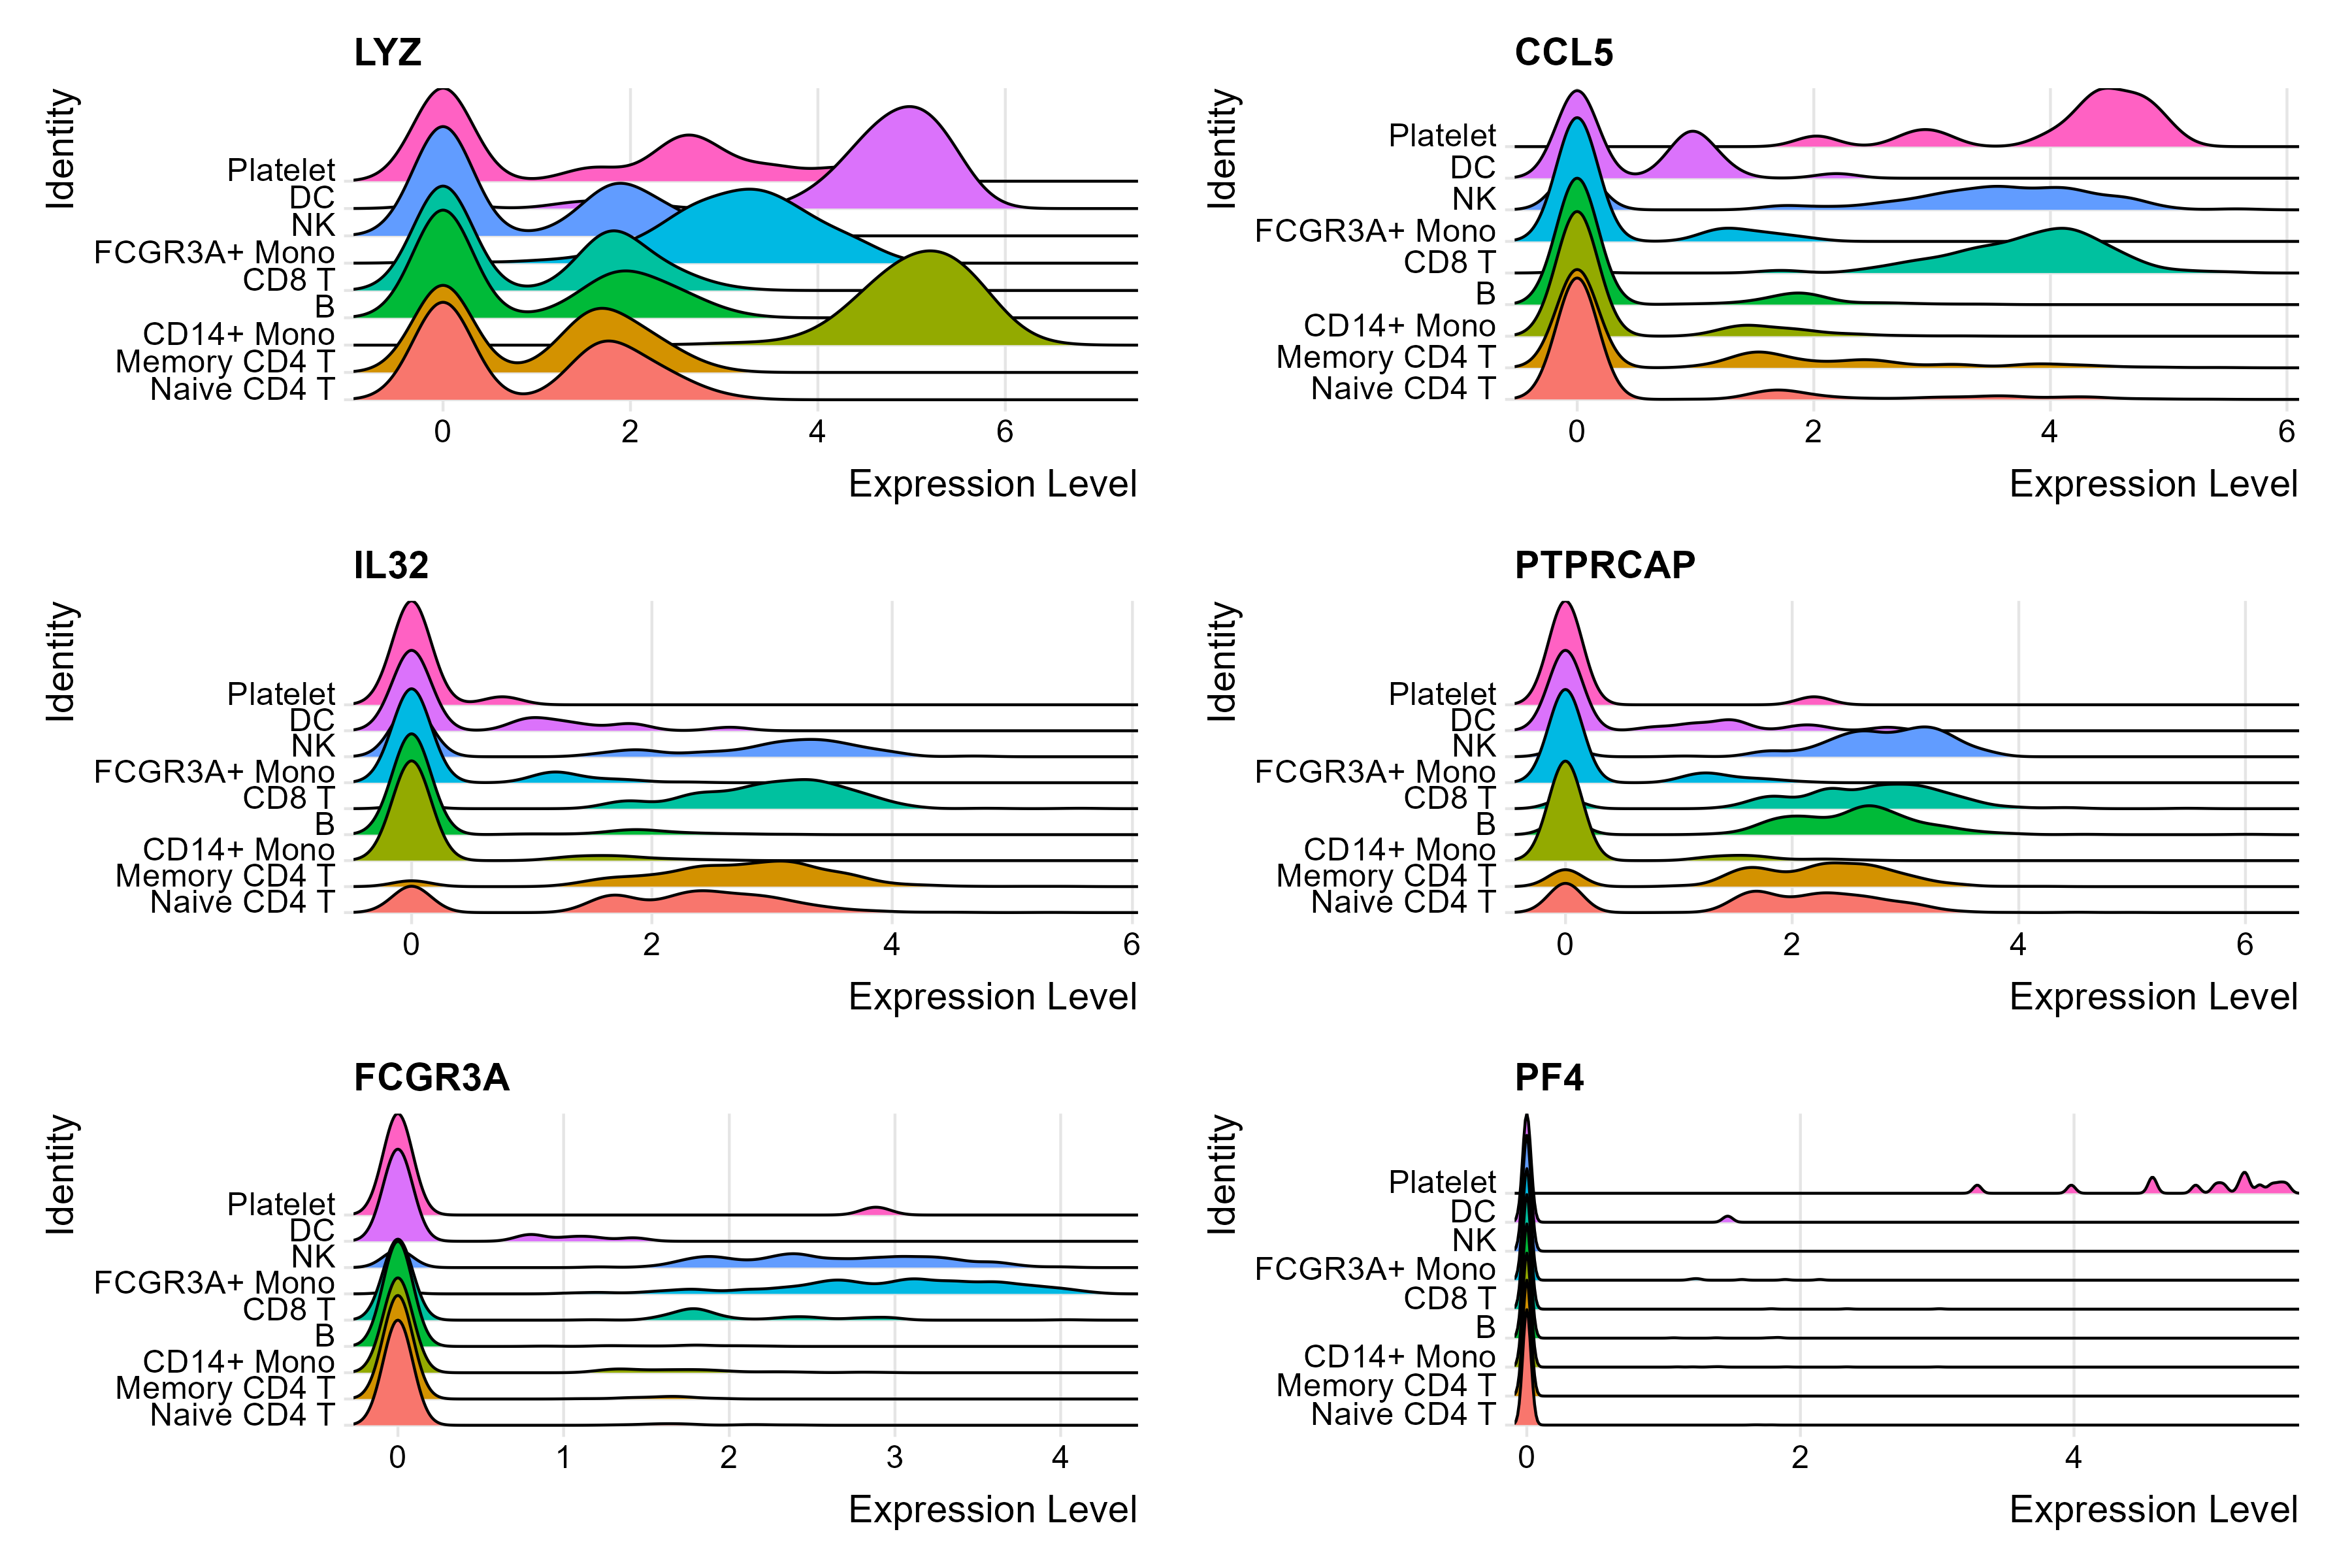 LYZ
Identity
Platelet
DC
NK
FCGR3A+ Mono
CD8 T
B
CD14+ Mono
Memory CD4 T
Naive CD4 T
0 2 4 6
Expression Level
CCL5
Identity
Platelet
DC
NK
FCGR3A+ Mono
CD8 T
B
CD14+ Mono
Memory CD4 T
Naive CD4 T
0 2 4 6
Expression Level
IL32
Identity
Platelet
DC
NK
FCGR3A+ Mono
CD8 T
B
CD14+ Mono
Memory CD4 T
Naive CD4 T
0 2 4 6
Expression Level
PTPRCAP
Identity
Platelet
DC
NK
FCGR3A+ Mono
CD8 T
B
CD14+ Mono
Memory CD4 T
Naive CD4 T
0 2 4 6
Expression Level
FCGR3A
Identity
Platelet
DC
NK
FCGR3A+ Mono
CD8 T
B
CD14+ Mono
Memory CD4 T
Naive CD4 T
0 1 2 3 4
Expression Level
PF4
Identity
Platelet
DC
NK
FCGR3A+ Mono
CD8 T
B
CD14+ Mono
Memory CD4 T
Naive CD4 T
0 2 4
Expression Level